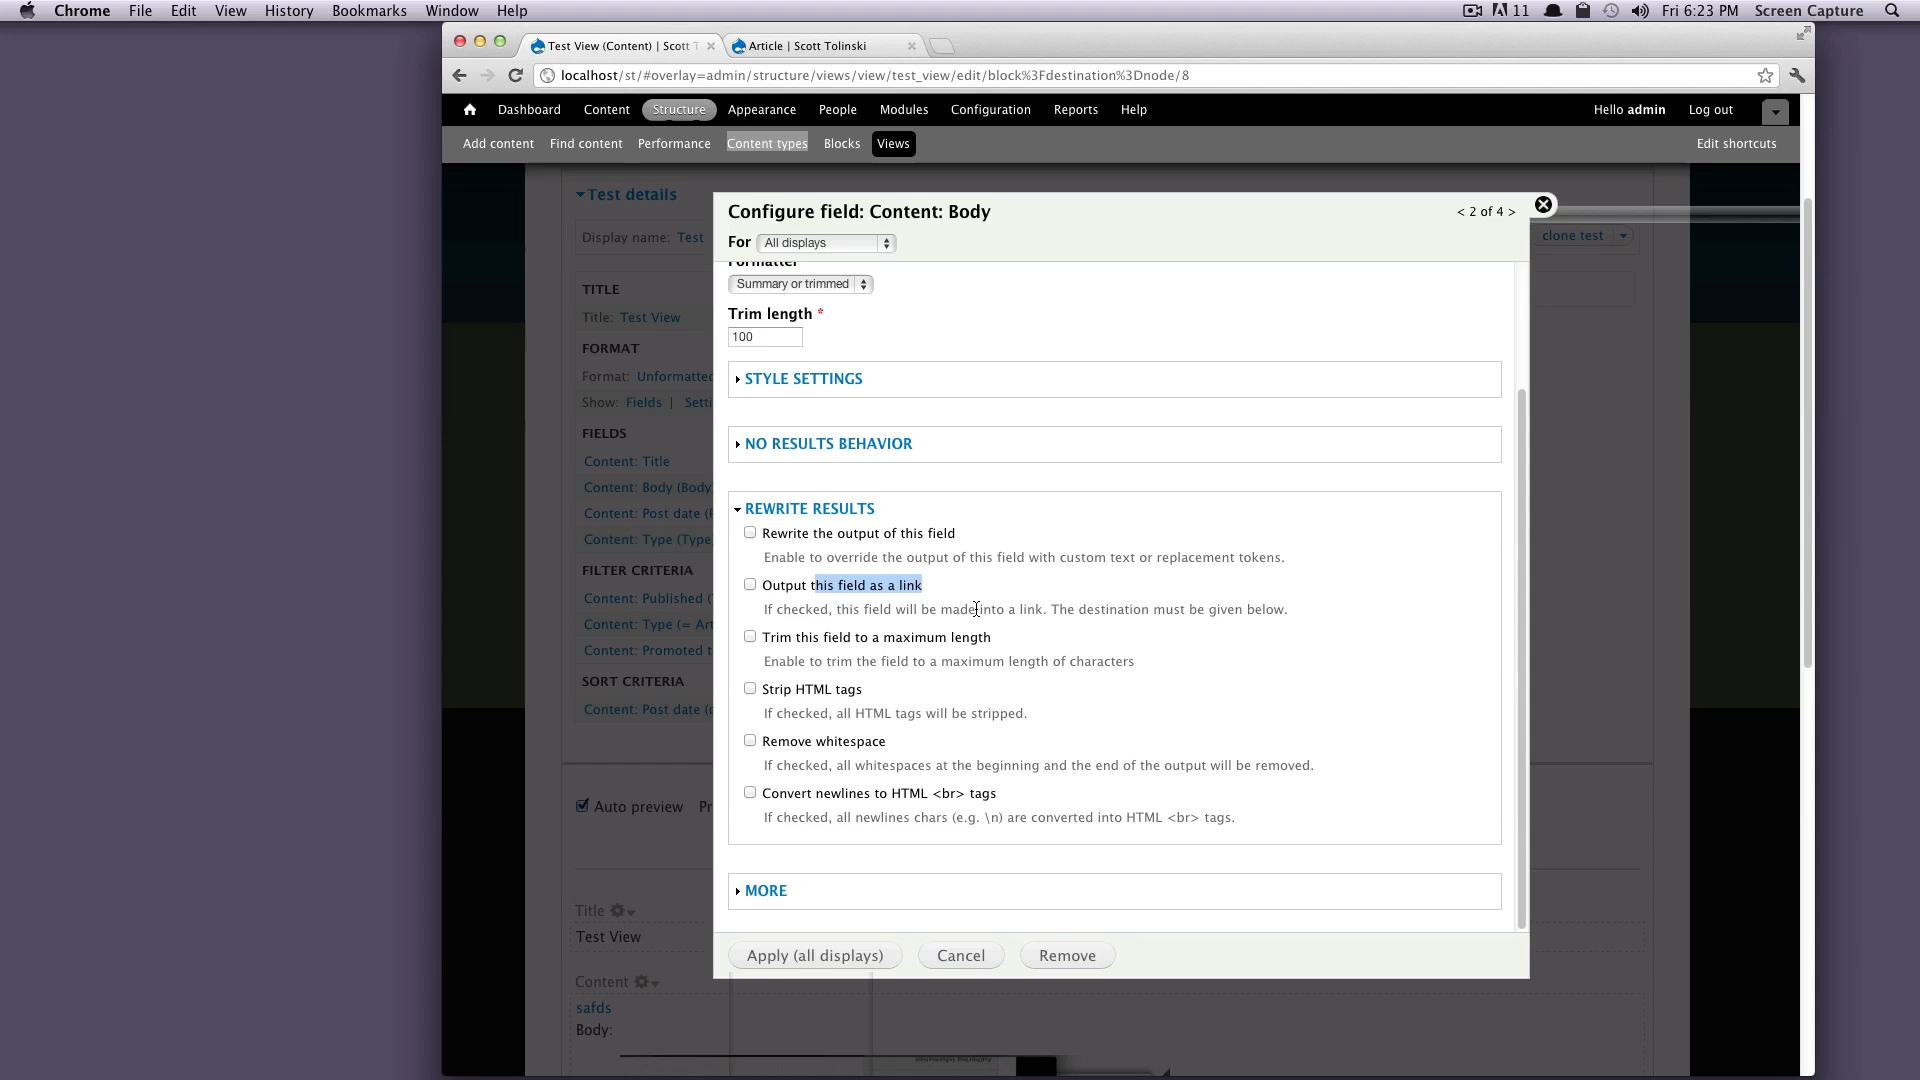 Chrome File Edit View History Bookmarks Window Help 11 Fri 6:23 PM Screen Capture
Test View (Content) | Scott T Article | Scott Tolinski
localhost/st/#overlay=admin/structure/views/view/test_view/edit/block%3Fdestination%3Dnode/8
Dashboard Content Structure Appearance People Modules Configuration Reports Help Hello admin Log out
Add content Find content Performance Content types Blocks Views Edit shortcuts
Test details
Configure field: Content: Body < 2 of 4 >
Display name: Test
For All displays
clone test
Formatter
Summary or trimmed
TITLE
Title: Test View
Trim length *
100
FORMAT
Format: Unformatted
STYLE SETTINGS
Show: Fields | Setti
FIELDS
NO RESULTS BEHAVIOR
Content: Title
Content: Body (Body
Content: Post date (
Content: Type (Type
REWRITE RESULTS
Rewrite the output of this field
Enable to override the output of this field with custom text or replacement tokens.
FILTER CRITERIA
Output this field as a link
Content: Published (
If checked, this field will be made into a link. The destination must be given below.
Content: Type (= Art
Trim this field to a maximum length
Content: Promoted t
Enable to trim the field to a maximum length of characters
SORT CRITERIA
Strip HTML tags
Content: Post date (
If checked, all HTML tags will be stripped.
Remove whitespace
If checked, all whitespaces at the beginning and the end of the output will be removed.
Convert newlines to HTML <br> tags
Auto preview Pr
If checked, all newlines chars (e.g. \n) are converted into HTML <br> tags.
MORE
Title
Test View
Apply (all displays) Cancel Remove
Content
safds
Body: